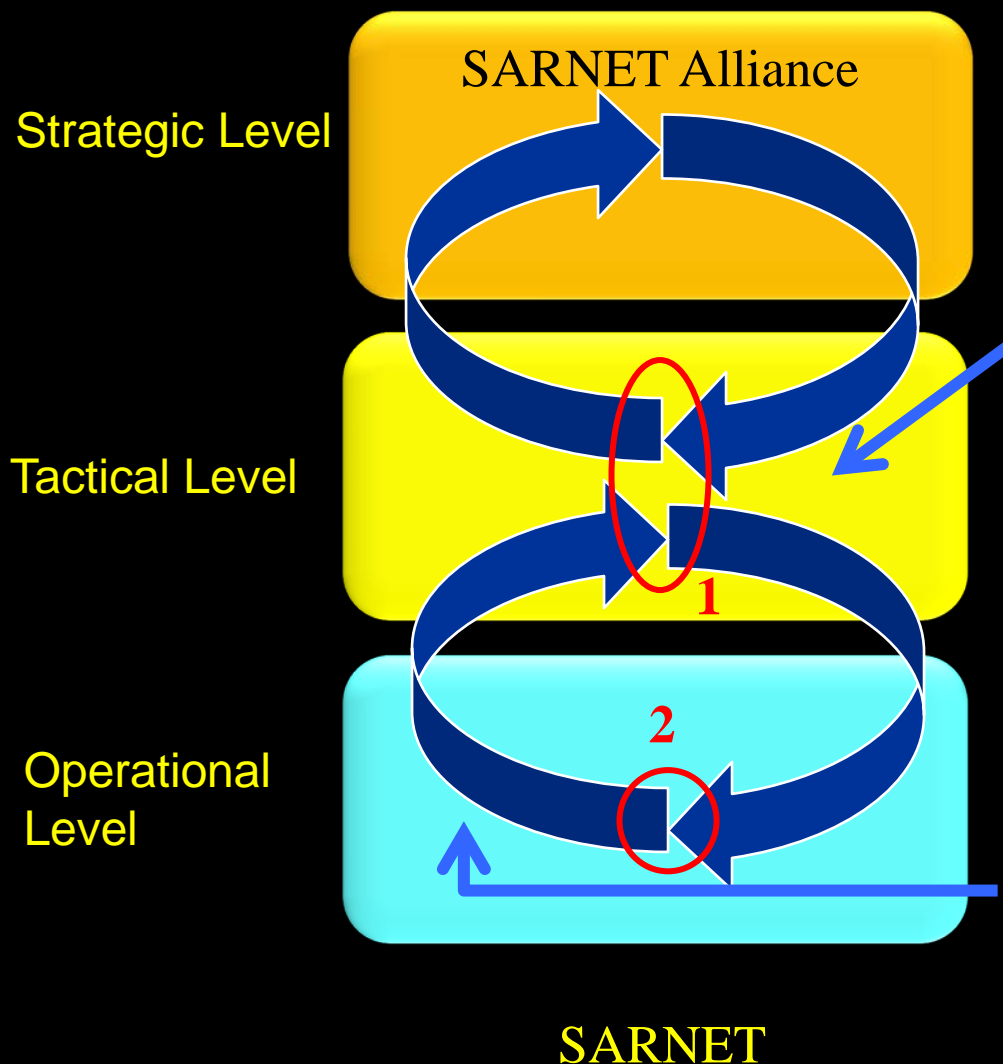 SARNET Alliance
Strategic Level
Tactical Level
1
2
Operational
Level
SARNET